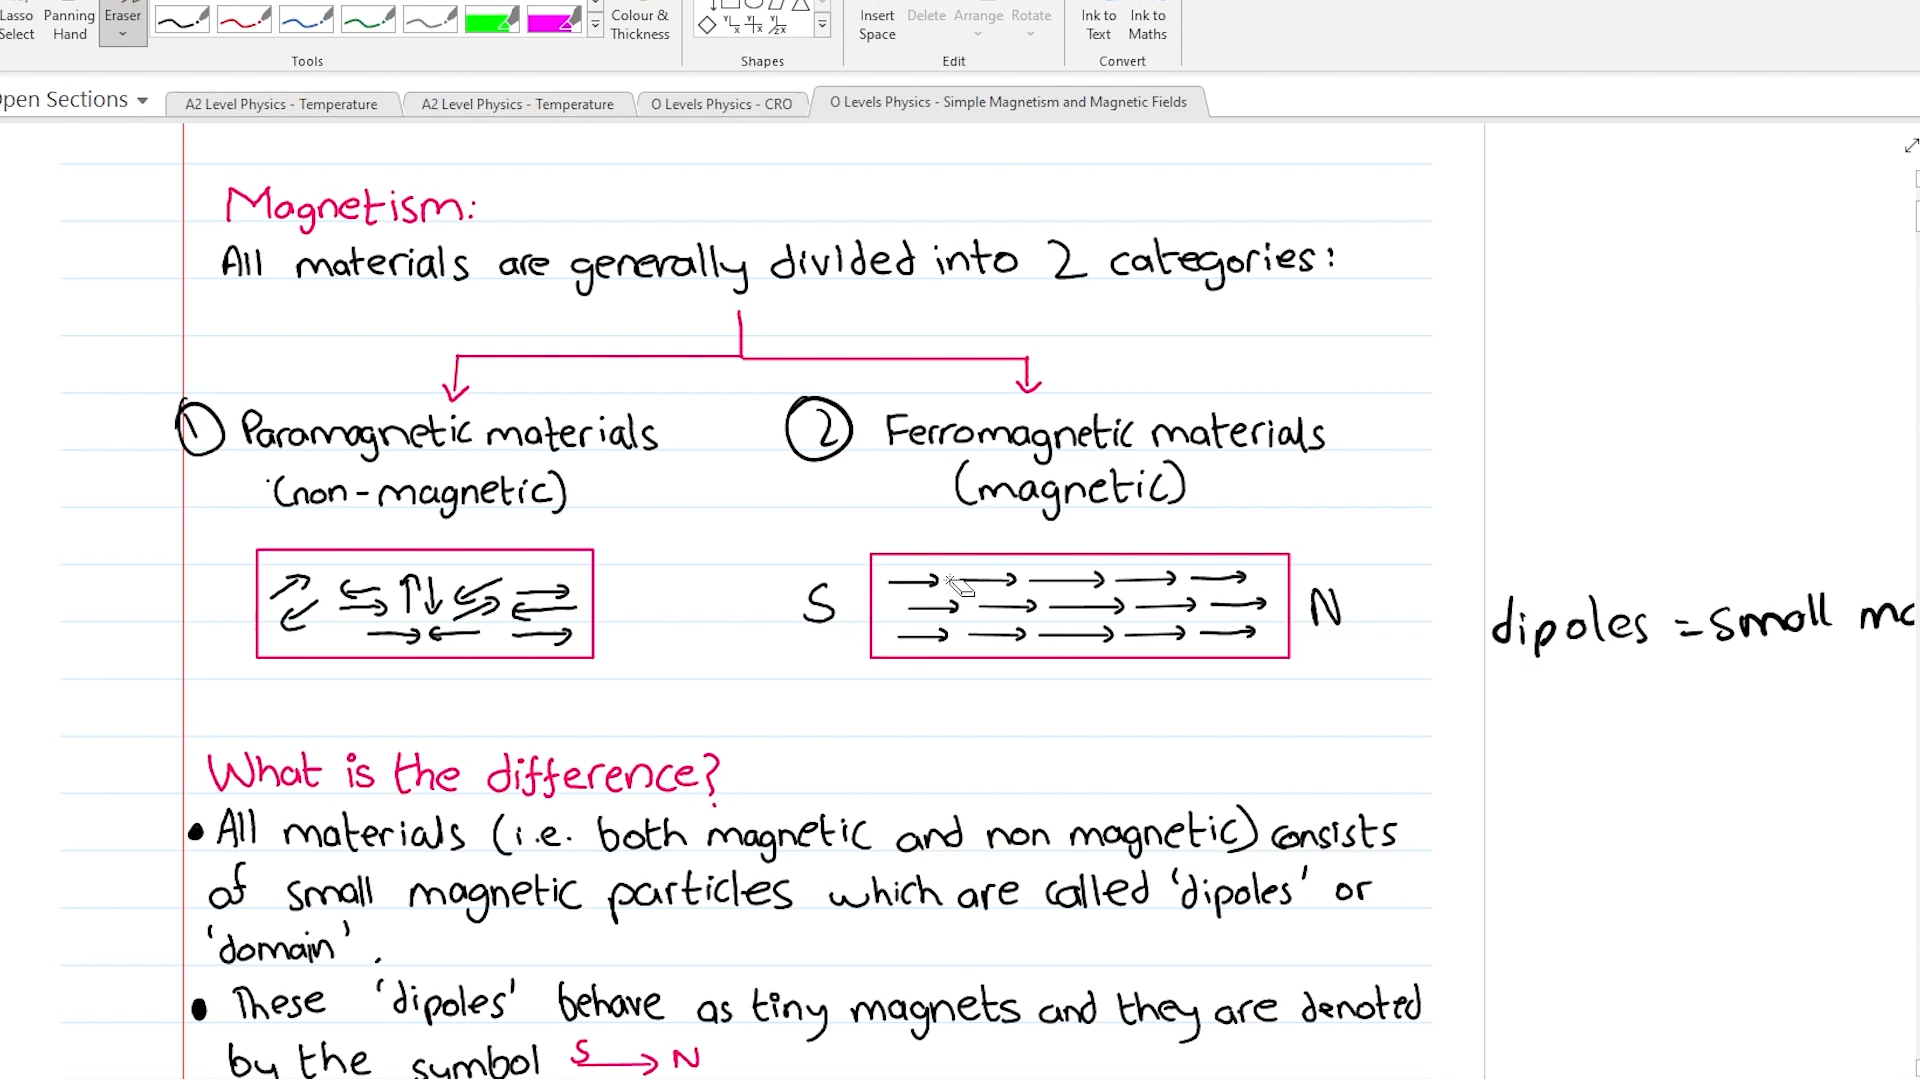 Lasso Select
Panning Hand
Eraser
Colour & Thickness
Insert Space
Delete
Arrange
Rotate
Ink to Text
Ink to Maths
Tools
Shapes
Edit
Convert
Open Sections
A2 Level Physics - Temperature
A2 Level Physics - Temperature
O Levels Physics - CRO
O Levels Physics - Simple Magnetism and Magnetic Fields
Magnetism:
All materials are generally divided into 2 categories:
1 Paramagnetic materials
(non-magnetic)
2 Ferromagnetic materials
(magnetic)
S N
dipoles = small
What is the difference?
• All materials (i.e. both magnetic and non magnetic) consists
of small magnetic particles which are called 'dipoles' or
'domain'.
• These 'dipoles' behave as tiny magnets and they are denoted
by the symbol S → N